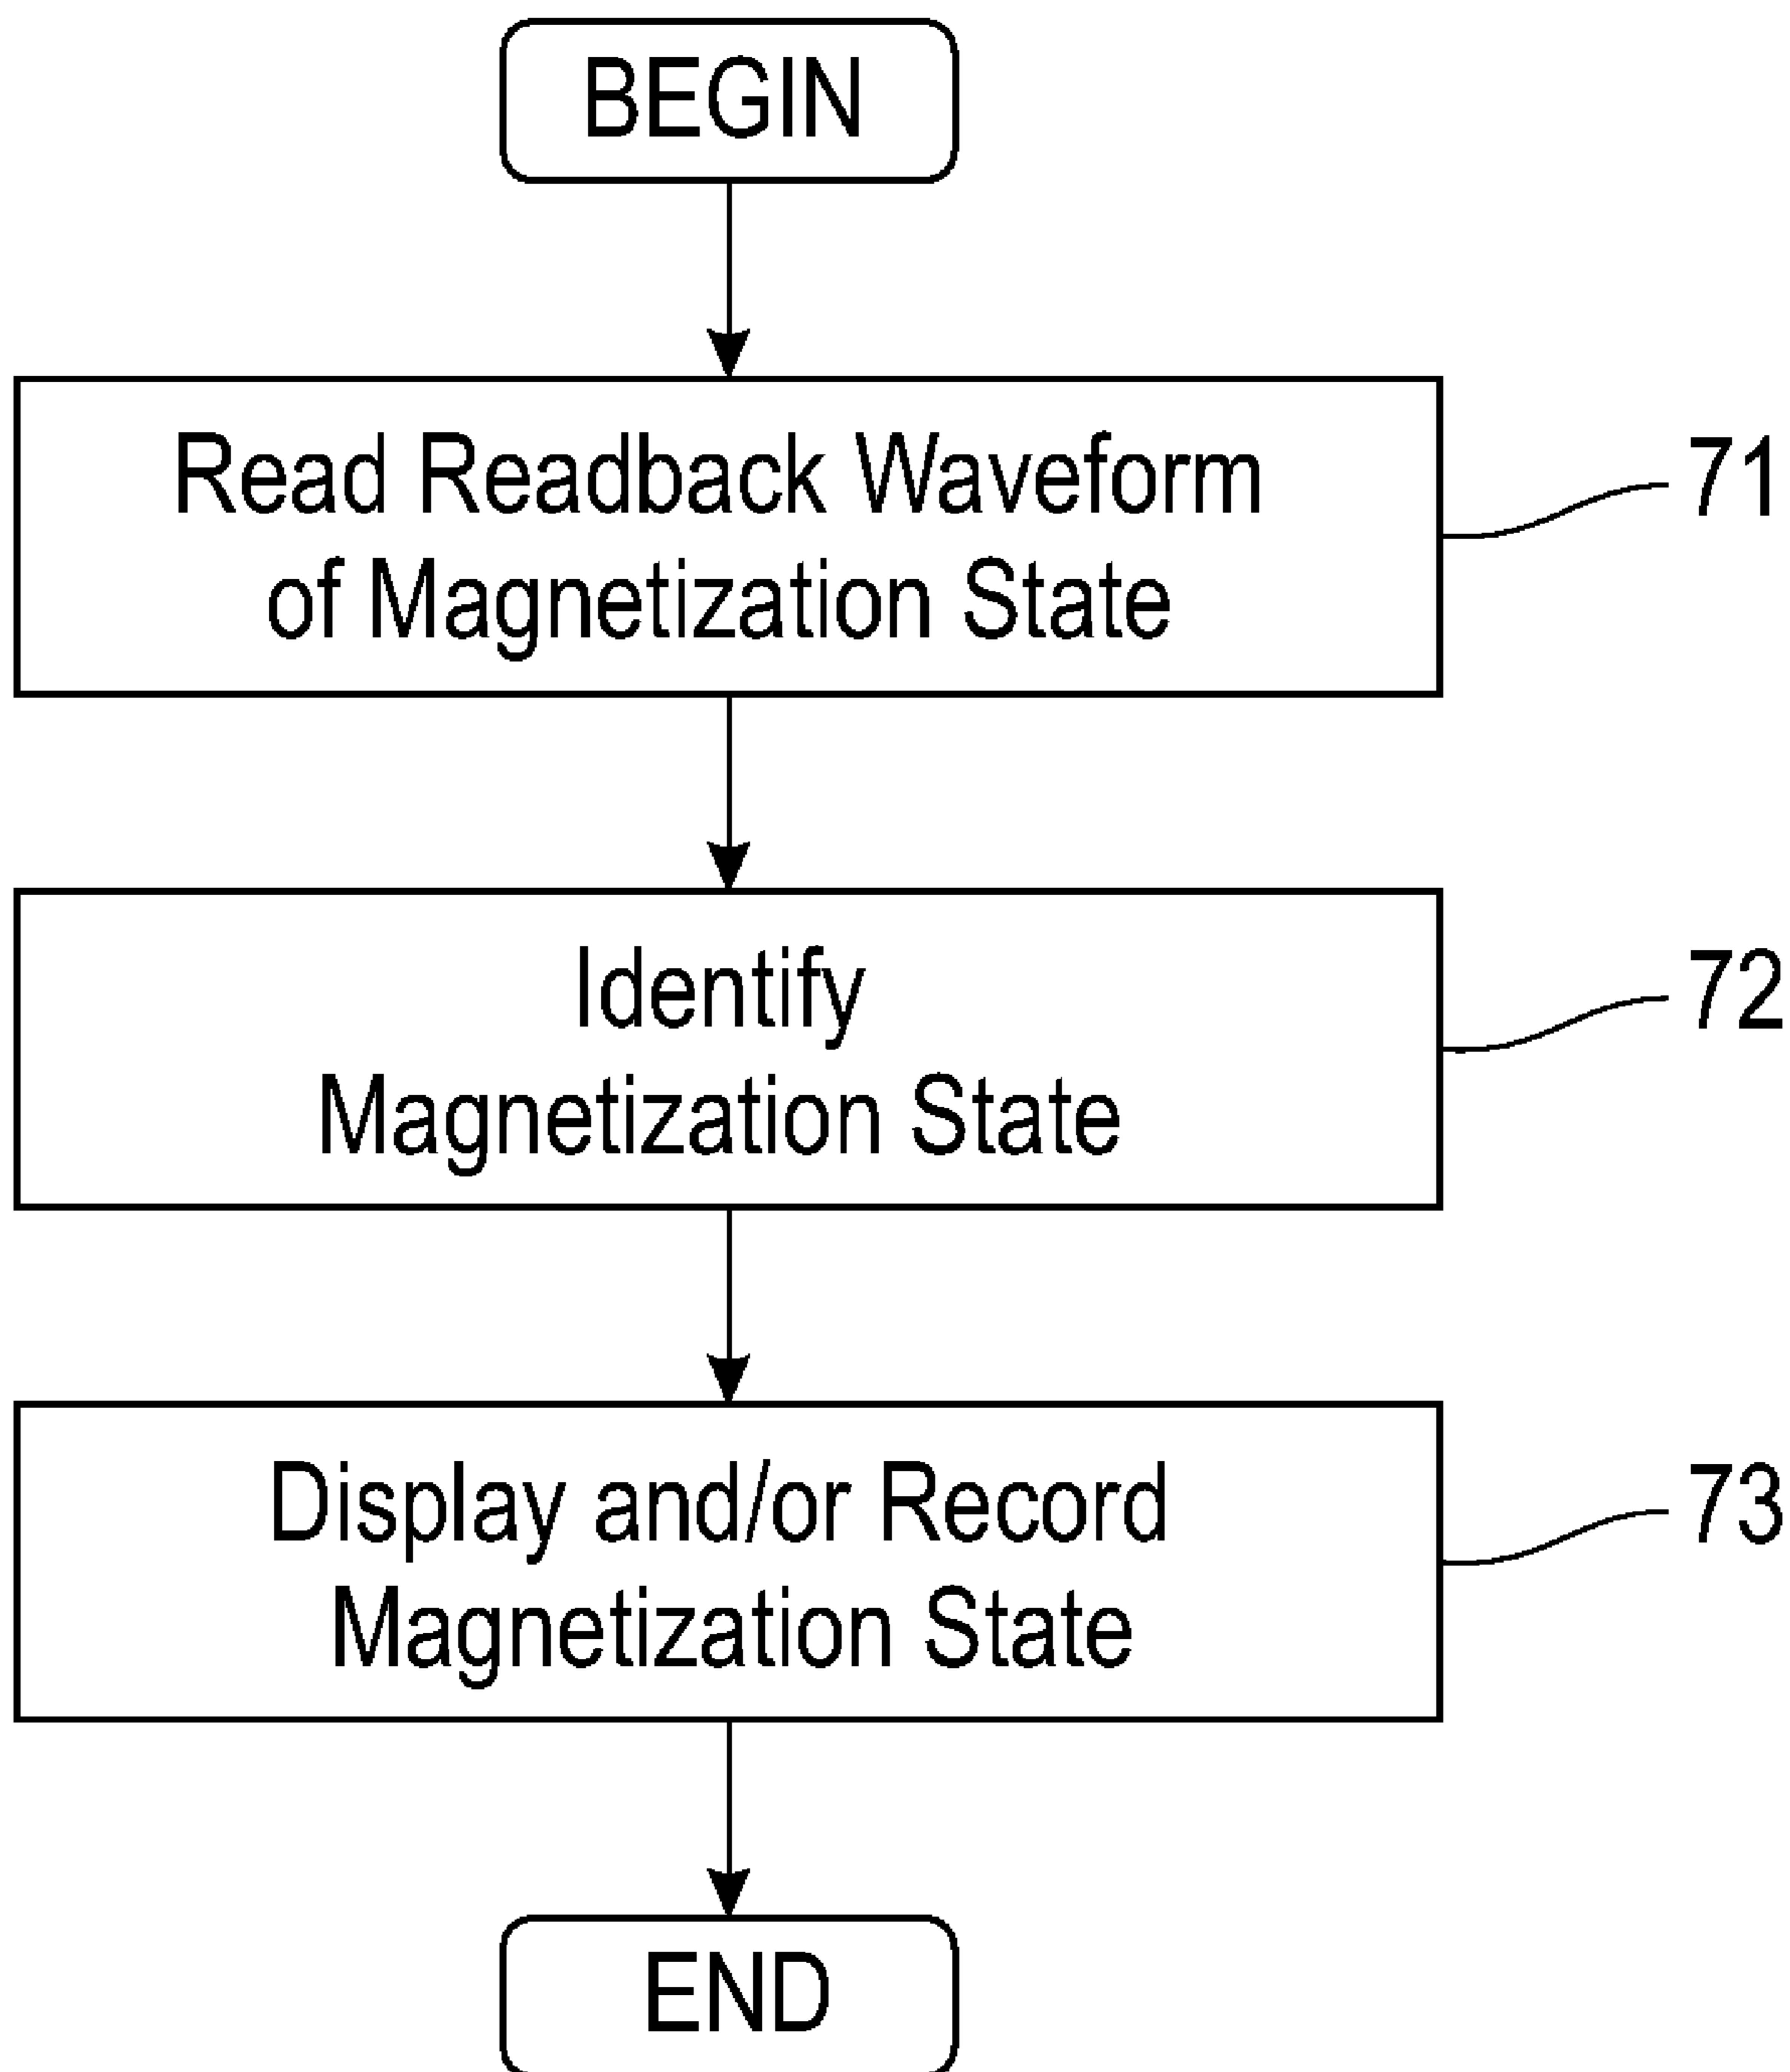 BEGIN
Read Readback Waveform
of Magnetization State
71
Identify
Magnetization State
72
Display and/or Record
Magnetization State
73
END